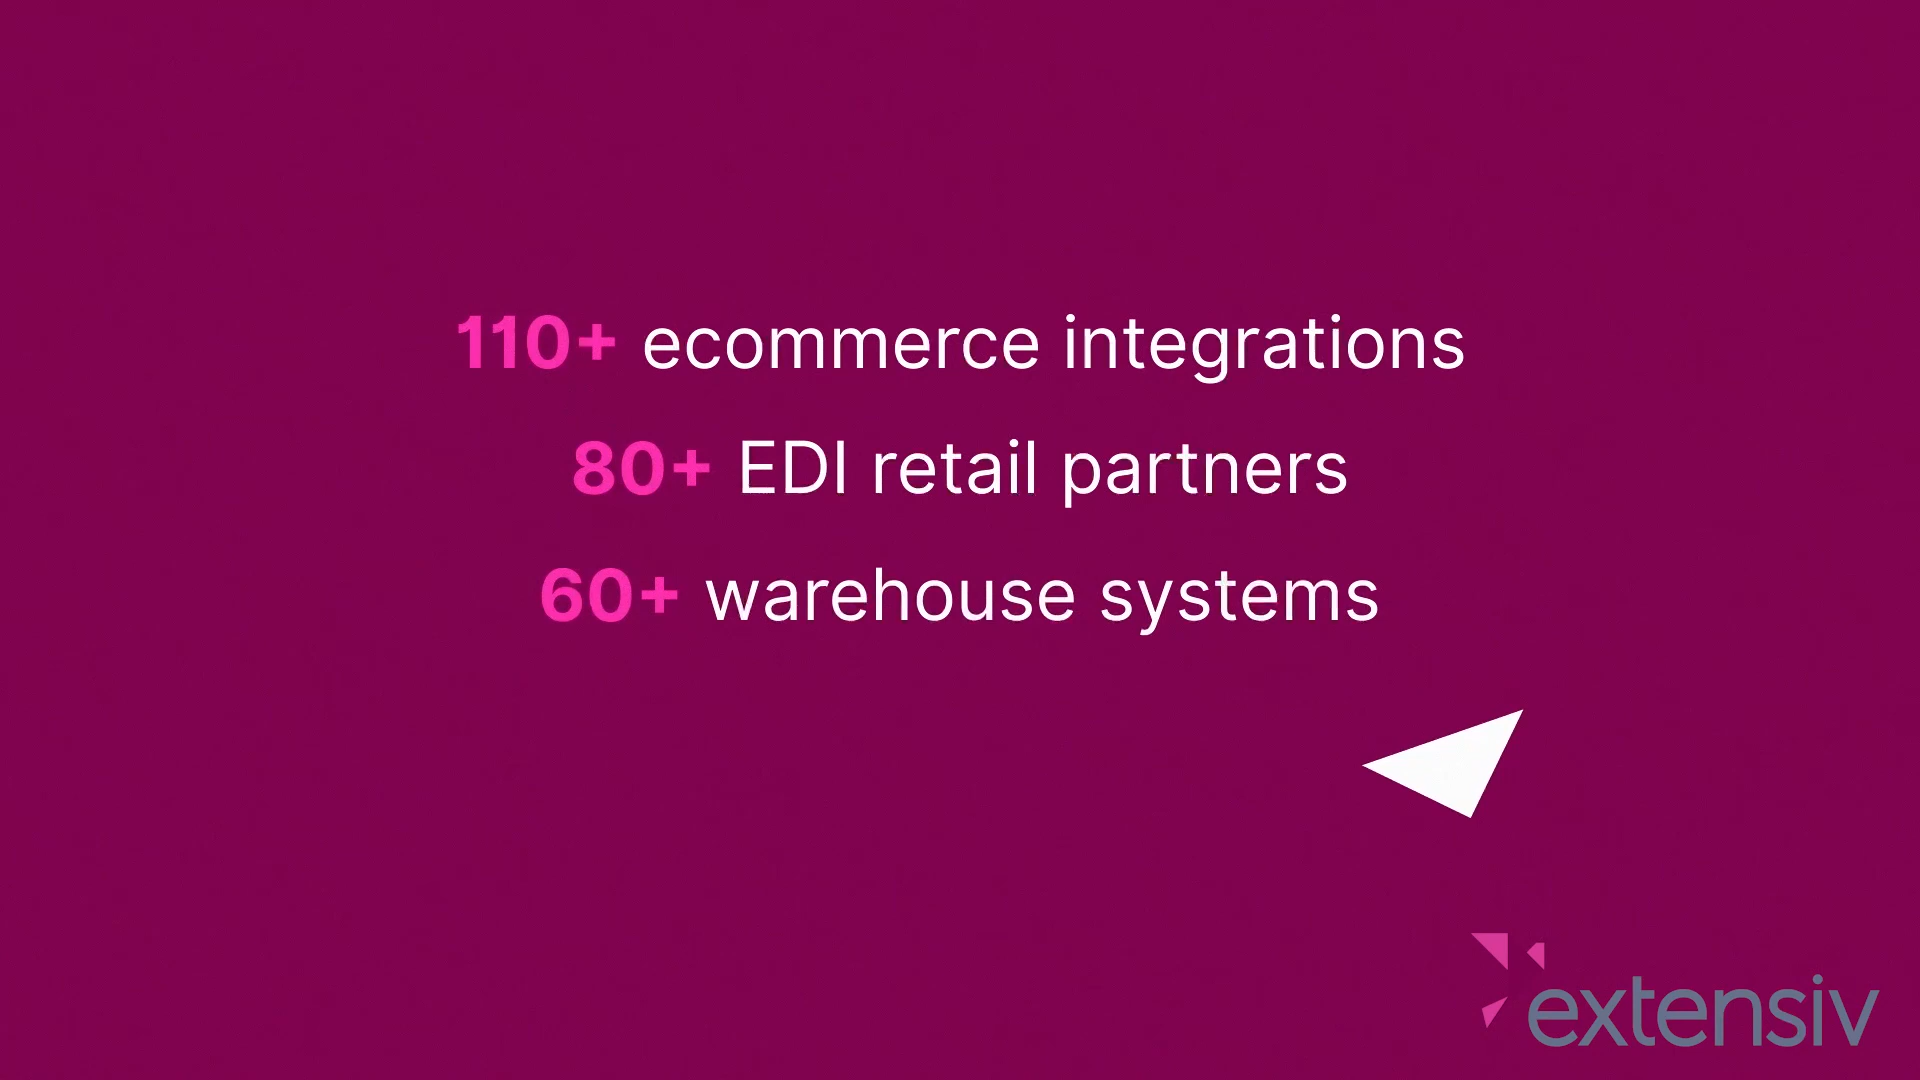 110+ ecommerce integrations
80+ EDI retail partners
60+ warehouse systems
extensiv